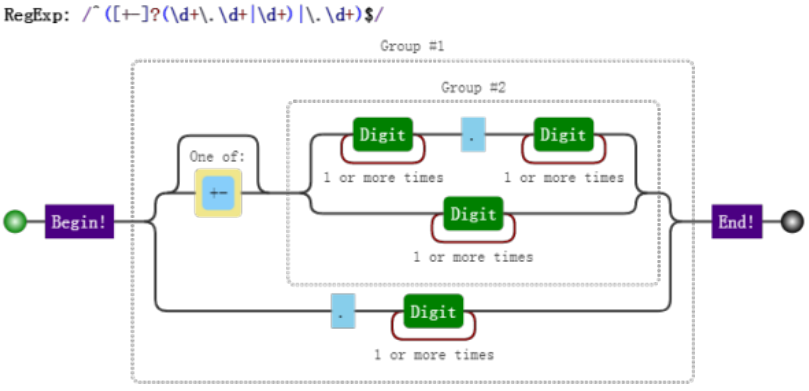 RegExp: /^([+-]?(\d+\.\d+|\d+)|\.\d+)$/
Group #1
Group #2
Digit . Digit
One of:
1 or more times 1 or more times
+-
Digit
Begin! End!
1 or more times
. Digit
1 or more times